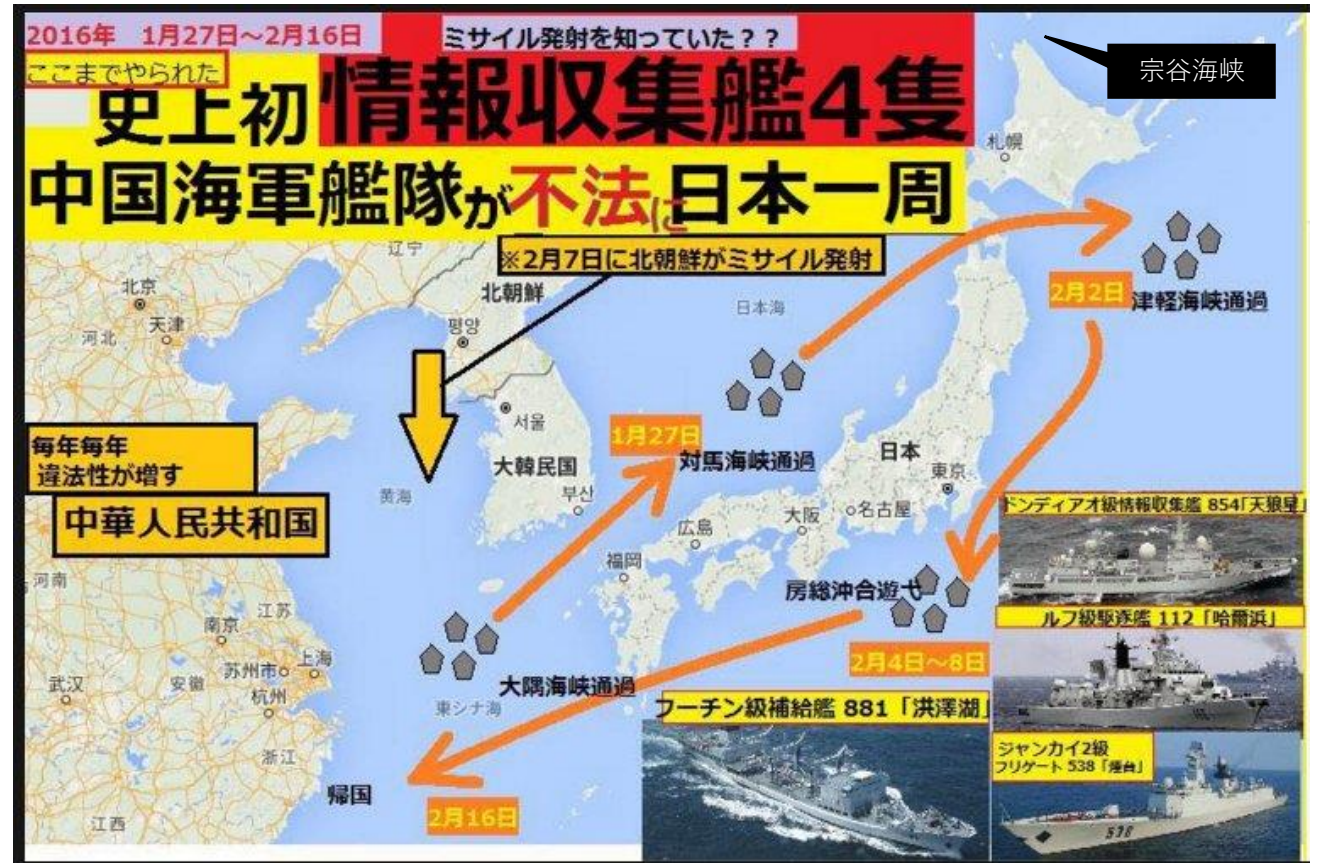 2016年 1月27日～2月16日
ミサイル発射を知っていた？？
宗谷海峡
ここまでやられた
史上初 情報収集艦4隻
中国海軍艦隊が不法に日本一周
※2月7日に北朝鮮がミサイル発射
札幌
辽宁
北京
天津
河北
北朝鮮
평양
日本海
2月2日
津軽海峡通過
서울
大韓民国
부산
1月27日
対馬海峡通過
日本
東京
毎年毎年
違法性が増す
中華人民共和国
黄海
広島
大阪
名古屋
福岡
ドンディアオ級情報収集艦 854「天狼星」
河南
江苏
南京
苏州市
上海
武汉
安徽
杭州
房総沖合遊弋
ルフ級駆逐艦 112「哈爾浜」
2月4日～8日
大隅海峡通過
東シナ海
フーチン級補給艦 881「洪澤湖」
浙江
ジャンカイ2級
フリゲート 538「煙台」
帰国
2月16日
江西
538